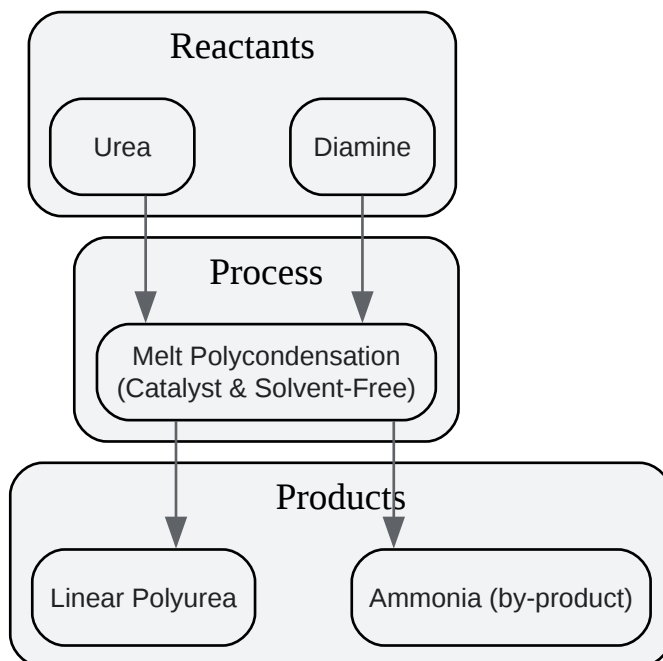 Reactants
Urea
Diamine
Process
Melt Polycondensation
(Catalyst & Solvent-Free)
Products
Linear Polyurea
Ammonia (by-product)